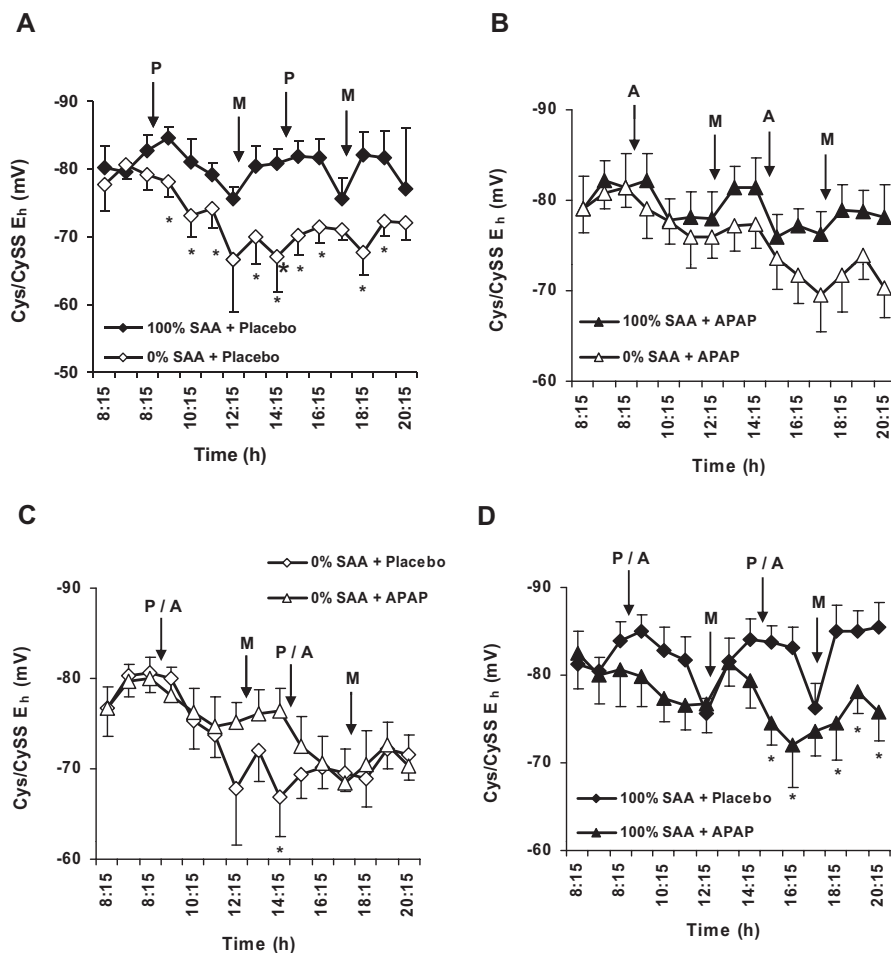 A
P
M
P
M
Cys/CySS E h (mV)
-90
-80
-70
-60
-50
*
*
*
*
*
*
*
*
*
*
100% SAA + Placebo
0% SAA + Placebo
8:15
8:15
10:15
12:15
14:15
16:15
18:15
20:15
Time (h)
B
A
M
A
M
Cys/CySS E h (mV)
-90
-80
-70
-60
100% SAA + APAP
0% SAA + APAP
8:15
8:15
10:15
12:15
14:15
16:15
18:15
20:15
Time (h)
C
0% SAA + Placebo
0% SAA + APAP
P / A
M
P / A
M
Cys/CySS E h (mV)
-90
-80
-70
-60
*
8:15
8:15
10:15
12:15
14:15
16:15
18:15
20:15
Time (h)
D
P / A
M
P / A
M
Cys/CySS E h (mV)
-90
-80
-70
-60
-50
*
*
*
*
*
100% SAA + Placebo
100% SAA + APAP
8:15
8:15
10:15
12:15
14:15
16:15
18:15
20:15
Time (h)